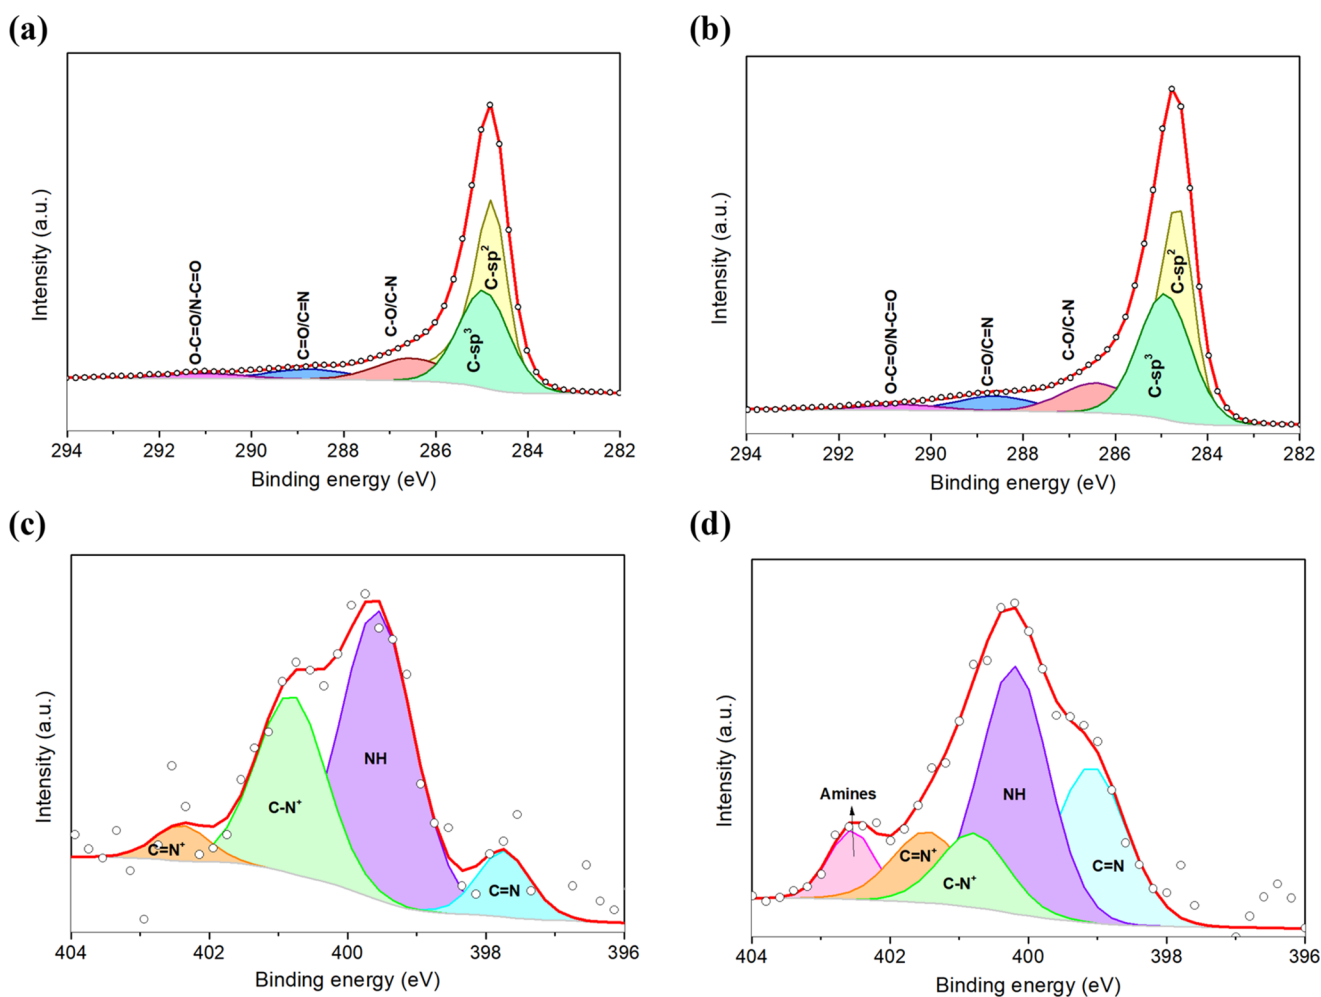 (a)
Intensity (a.u.)
O-C=O/N-C=O
C=O/C=N
C-O/C-N
C-sp2
C-sp3
294 292 290 288 286 284 282
Binding energy (eV)
(b)
Intensity (a.u.)
O-C=O/N-C=O
C=O/C=N
C-O/C-N
C-sp2
C-sp3
294 292 290 288 286 284 282
Binding energy (eV)
(c)
Intensity (a.u.)
C=N+
C-N+
NH
C=N
404 402 400 398 396
Binding energy (eV)
(d)
Intensity (a.u.)
Amines
C=N+
C-N+
NH
C=N
404 402 400 398 396
Binding energy (eV)